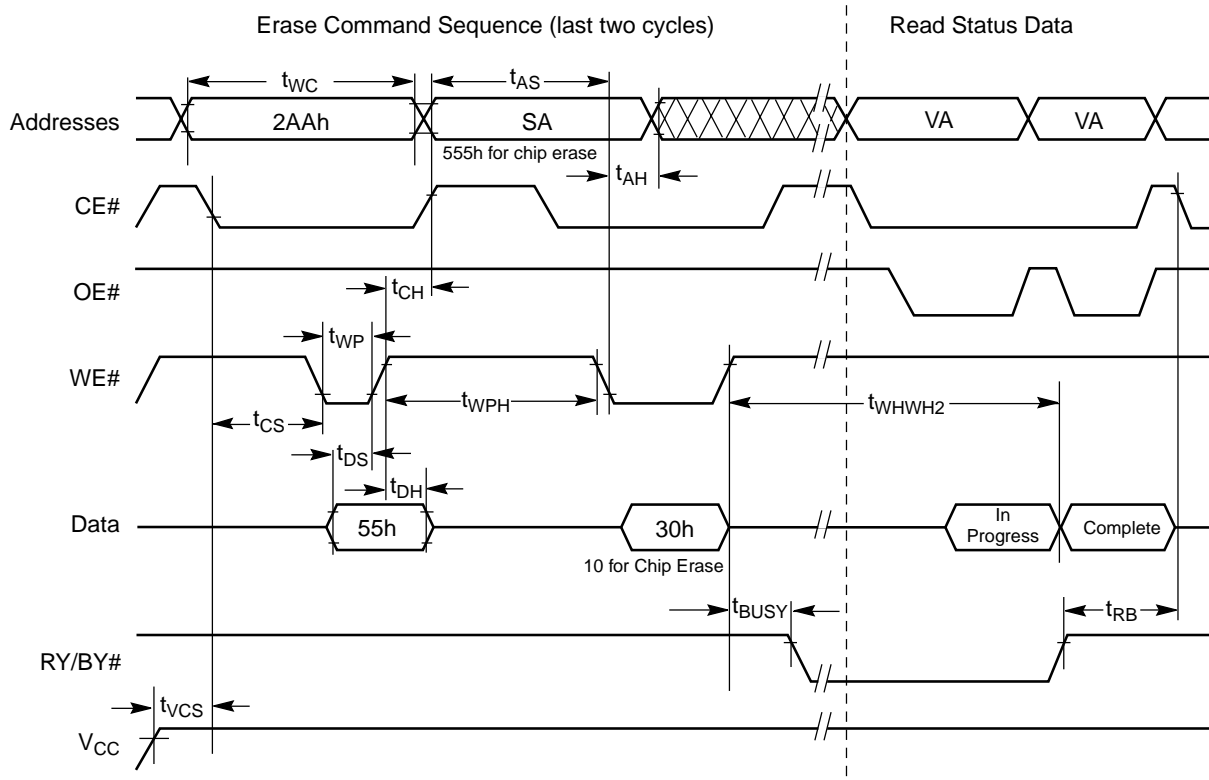 Erase Command Sequence (last two cycles)
Read Status Data
tWC
tAS
Addresses
2AAh
SA
VA
VA
555h for chip erase
tAH
CE#
OE#
tCH
tWP
WE#
tWPH
tWHWH2
tCS
tDS
tDH
Data
55h
30h
In
Progress
Complete
10 for Chip Erase
tBUSY
tRB
RY/BY#
tVCS
VCC